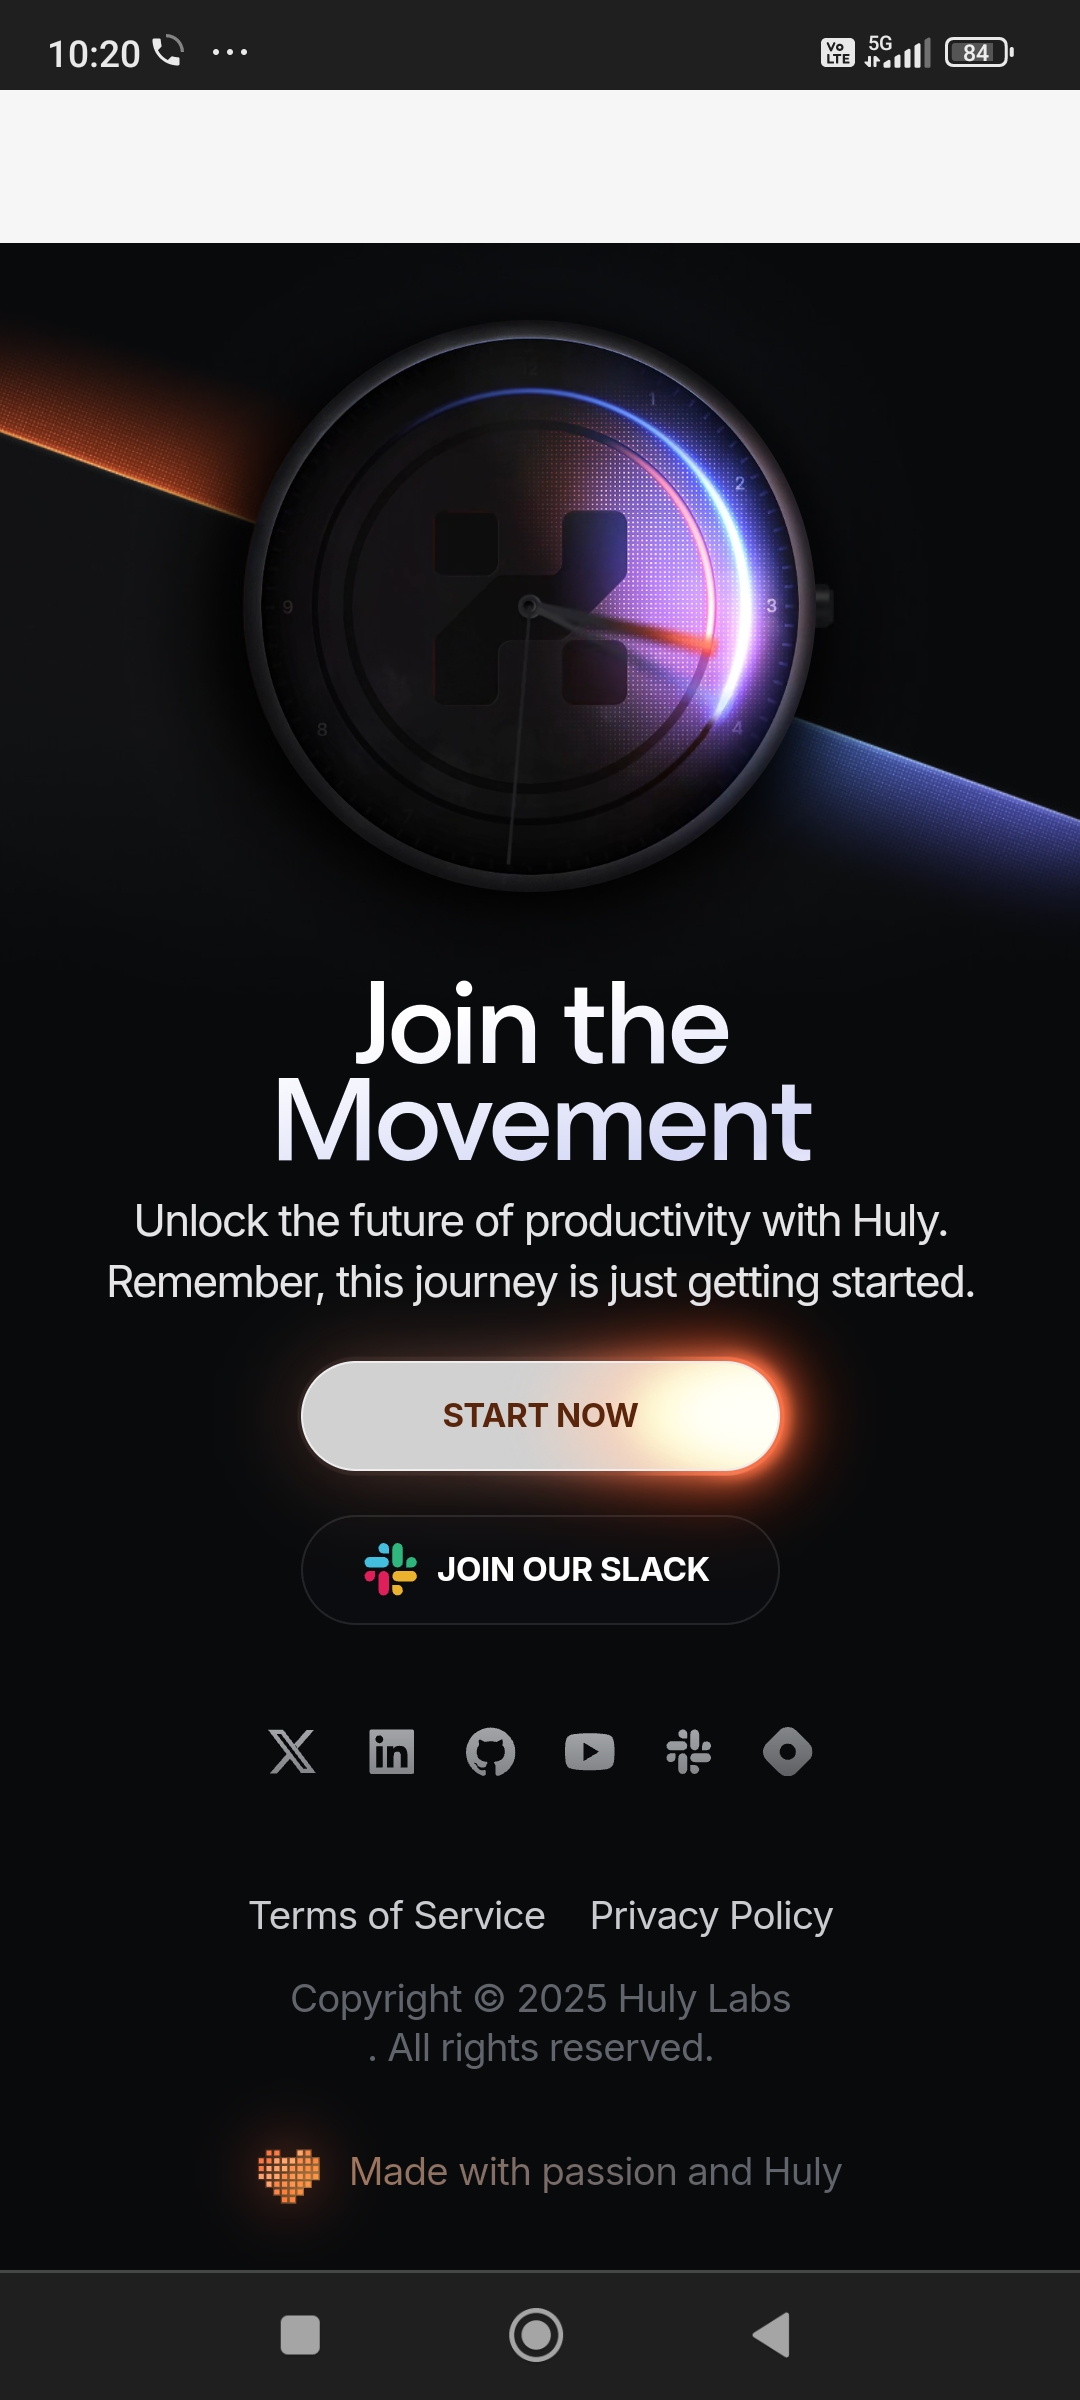 10:20
Vo
LTE
5G
84
12
1
2
3
4
8
9
Join the
Movement
Unlock the future of productivity with Huly.
Remember, this journey is just getting started.
START NOW
JOIN OUR SLACK
in
Terms of Service Privacy Policy
Copyright © 2025 Huly Labs
. All rights reserved.
Made with passion and Huly